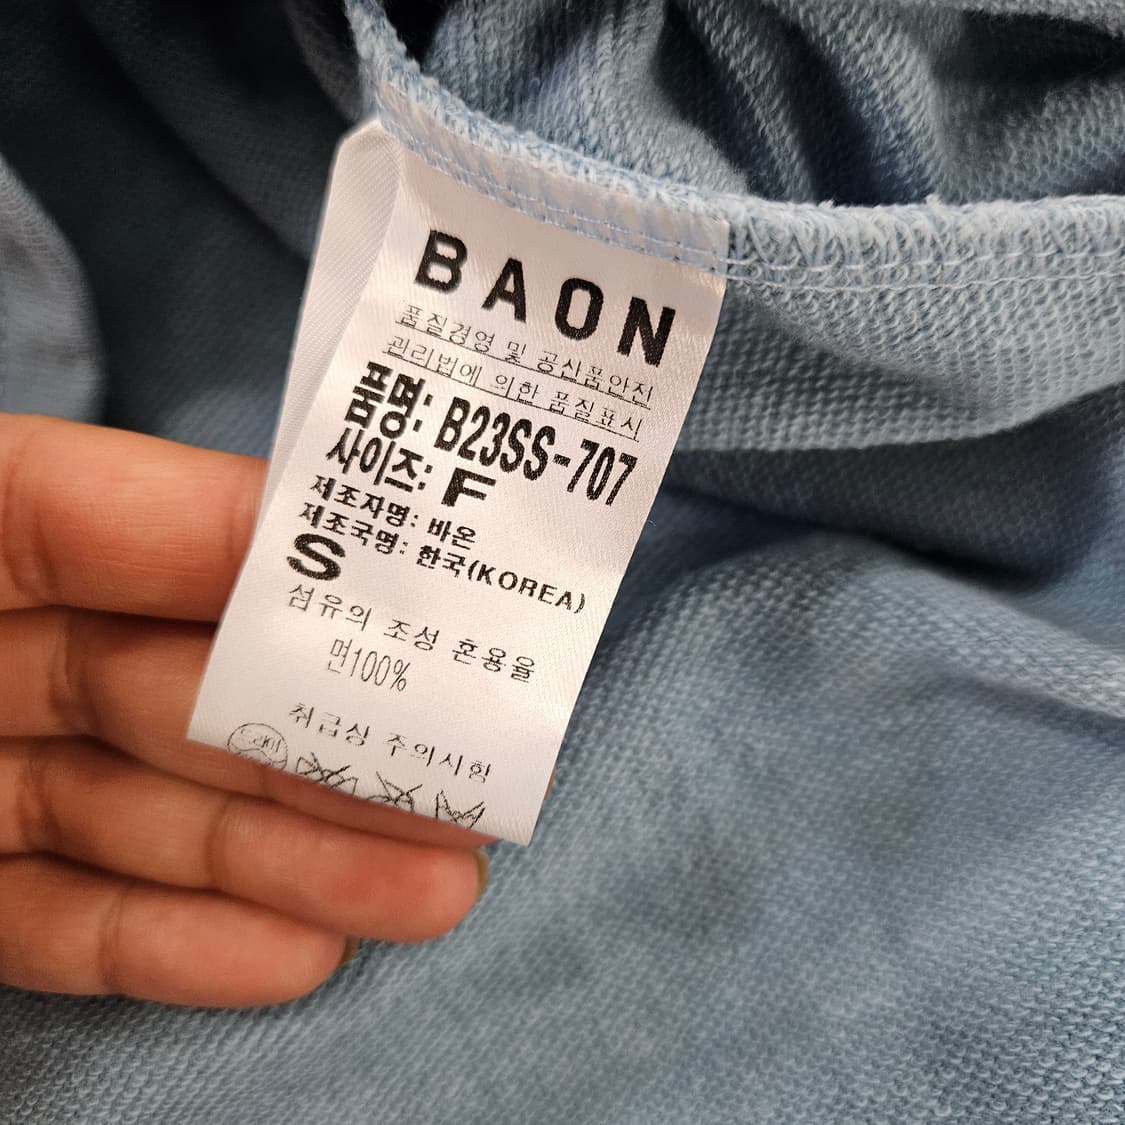 BAON
품질경영 및 공산품안전
관리법에 의한 품질표시
품명: B23SS-707
사이즈: F
제조자명: 바온
제조국명: 한국(KOREA)
S
섬유의 조성 혼용율
면100%
취급상 주의사항
드라이